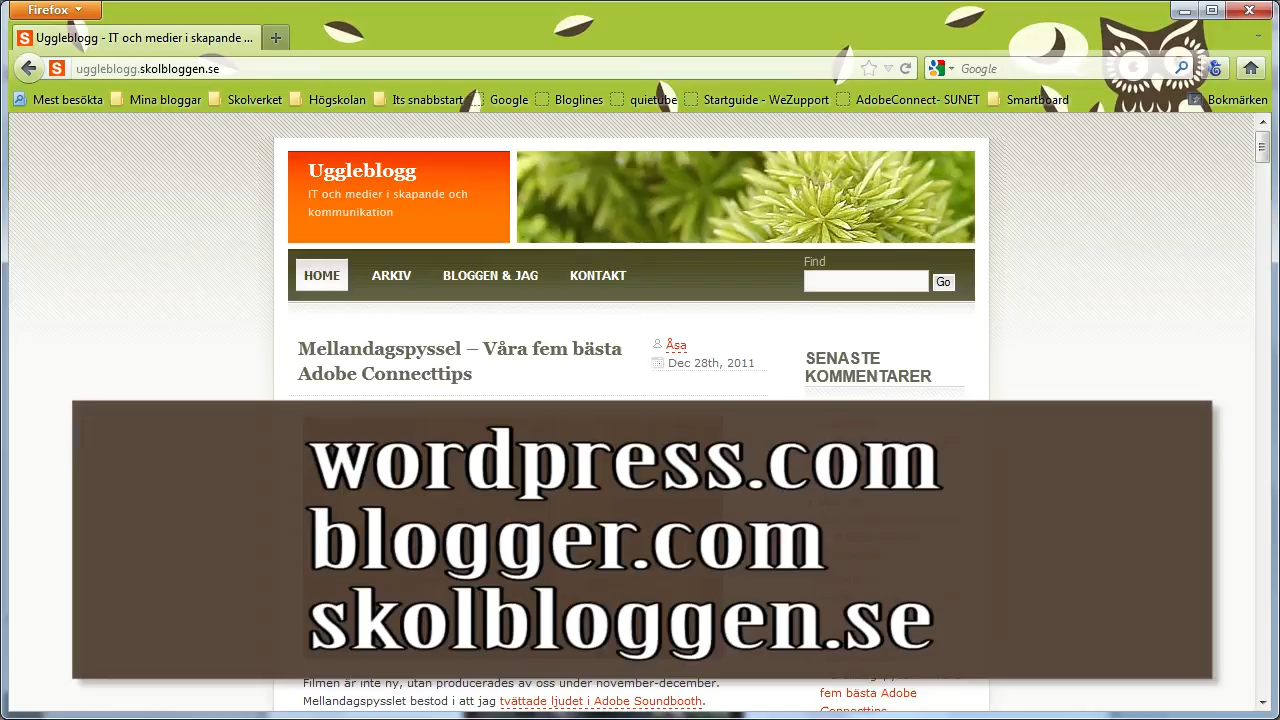 Firefox
Uggleblogg - IT och medier i skapande ...
uggleblogg.skolbloggen.se
Google
Mest besökta
Mina bloggar
Skolverket
Högskolan
Its snabbstart
Google
Bloglines
quietube
Startguide - WeZupport
AdobeConnect- SUNET
Smartboard
Bokmärken
Uggleblogg
IT och medier i skapande och
kommunikation
HOME
ARKIV
BLOGGEN & JAG
KONTAKT
Find
Go
Mellandagspyssel – Våra fem bästa
Adobe Connecttips
Åsa
Dec 28th, 2011
SENASTE
KOMMENTARER
wordpress.com
blogger.com
skolbloggen.se
Filmen är inte ny, utan producerades av oss under november-december.
Mellandagspysslet bestod i att jag tvättade ljudet i Adobe Soundbooth.
fem bästa Adobe